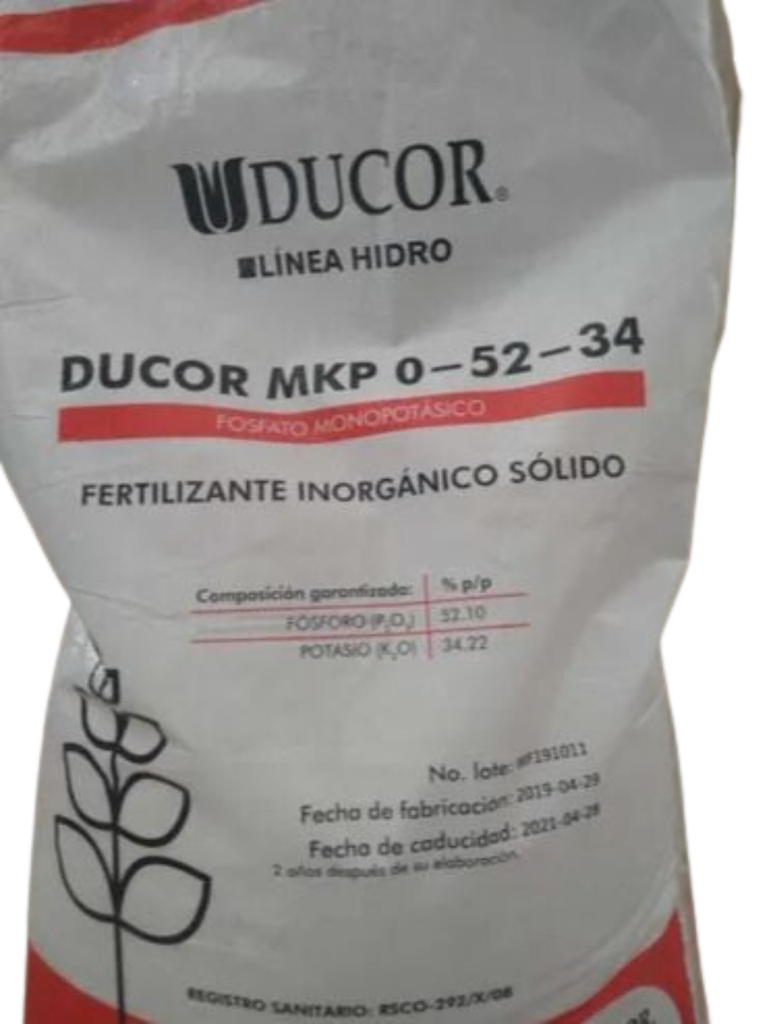 DUCOR®
LÍNEA HIDRO
DUCOR MKP 0-52-34
FOSFATO MONOPOTÁSICO
FERTILIZANTE INORGÁNICO SÓLIDO
Composición garantizada: % p/p
FÓSFORO (P₂O₅) 52.10
POTASIO (K₂O) 34.22
No. lote:
Fecha de fabricación: 2019-04-29
Fecha de caducidad: 2021-04-28
2 años después de su elaboración.
REGISTRO SANITARIO: RSCO-292/X/08